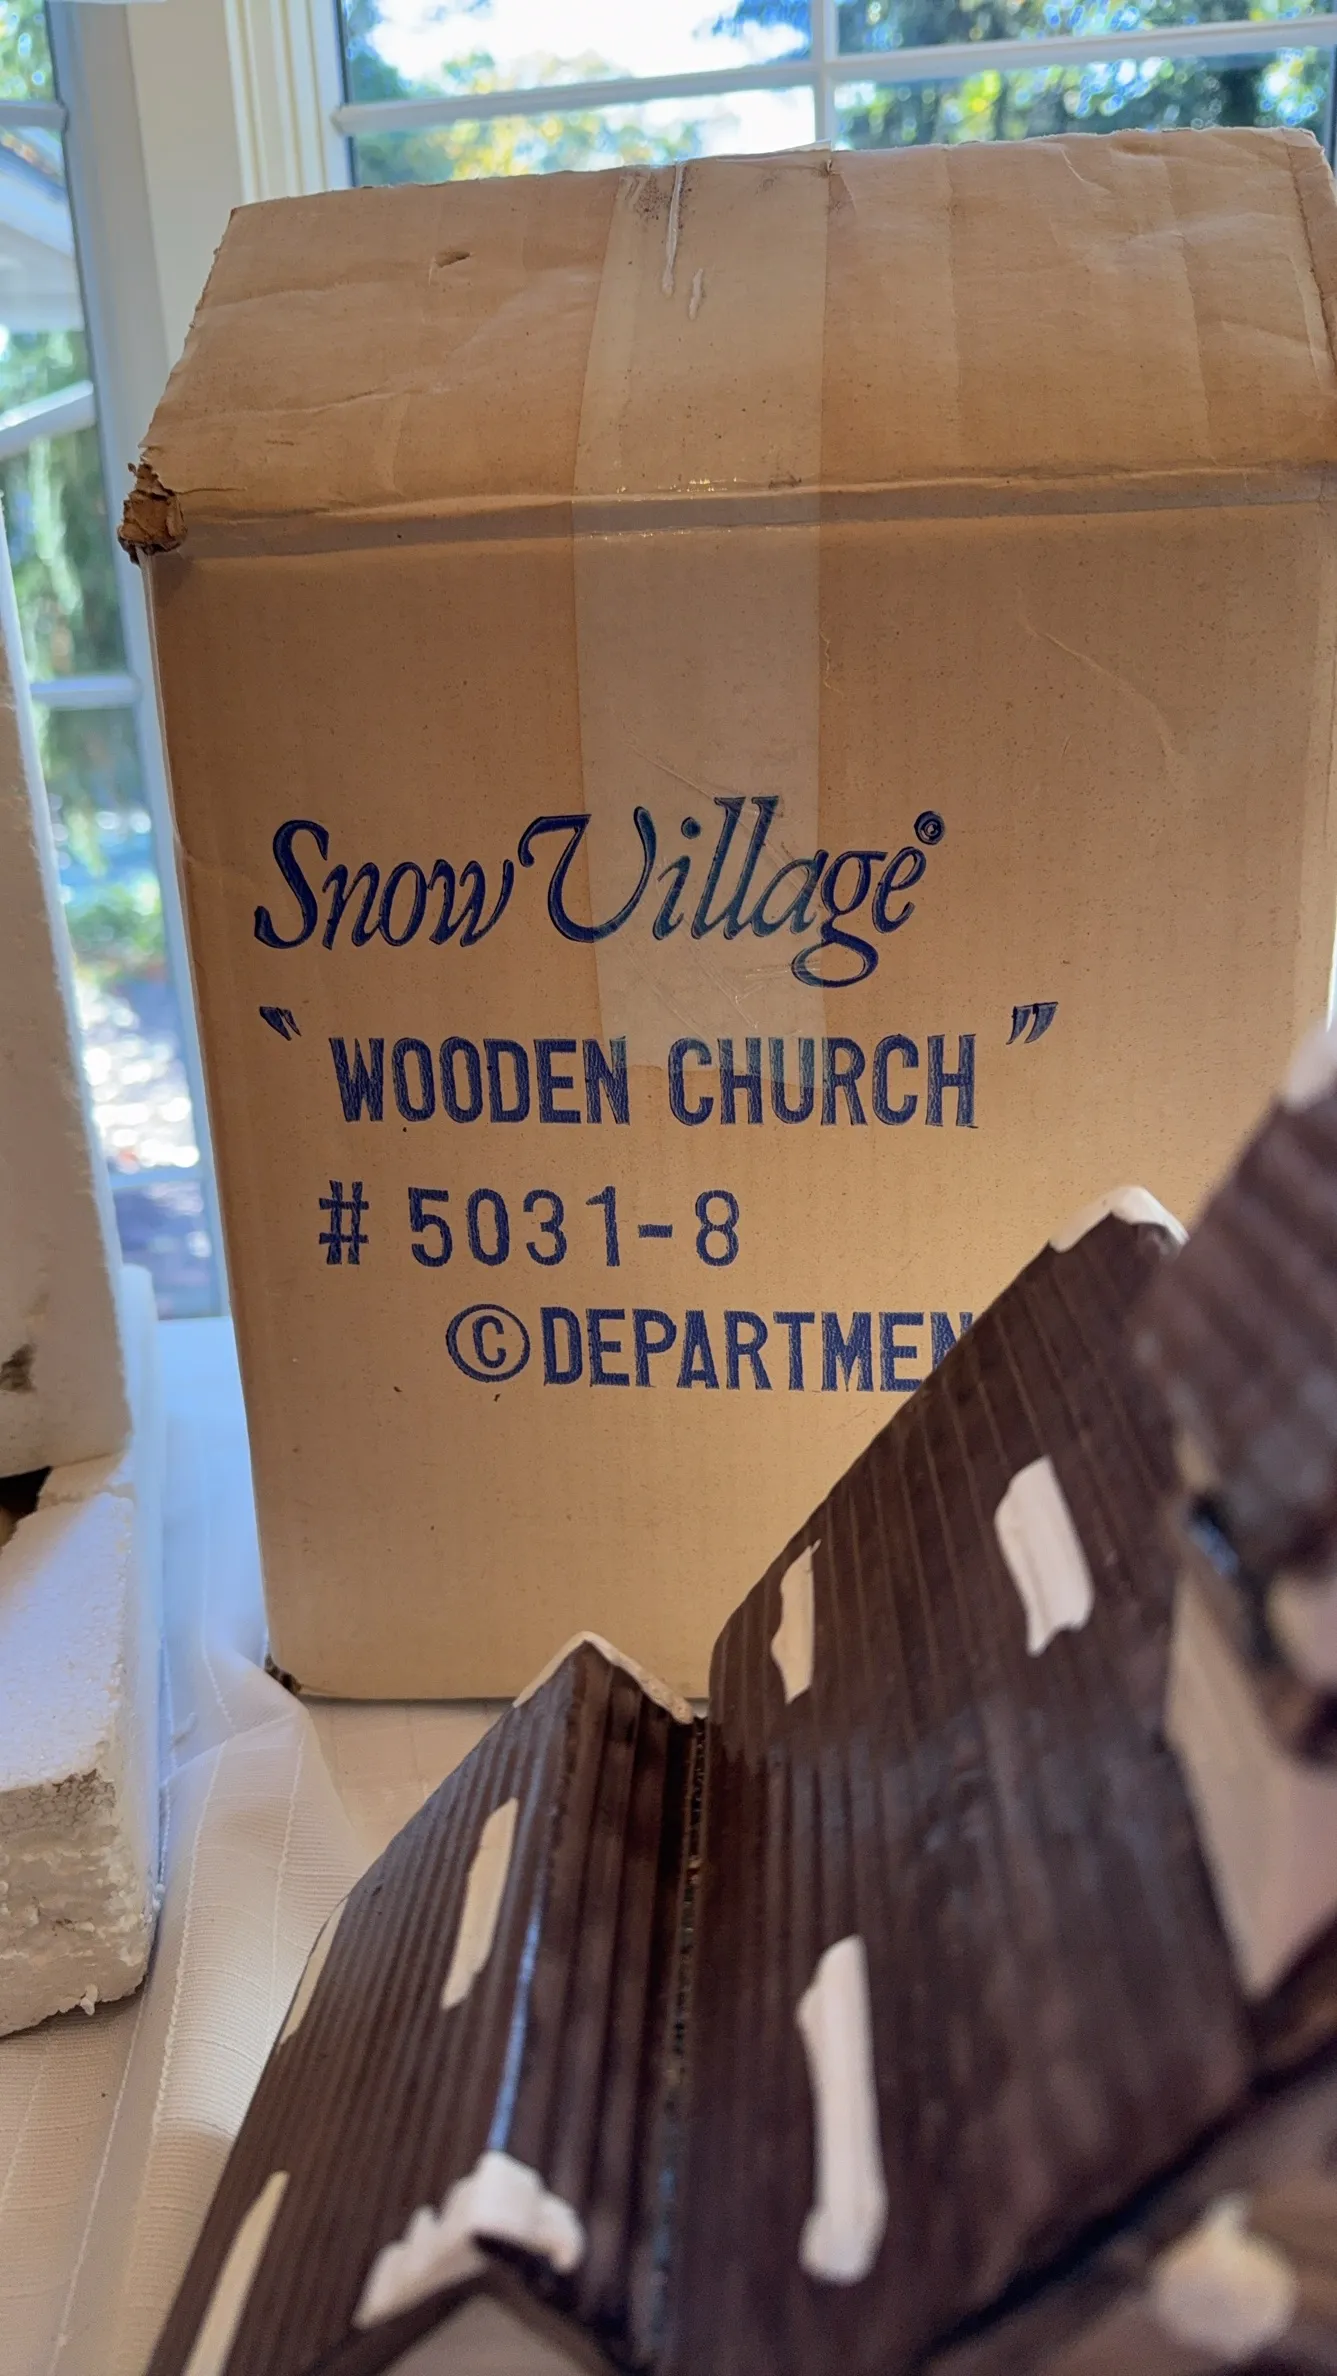 Snow Village©
"WOODEN CHURCH"
# 5031-8
©DEPARTMEN